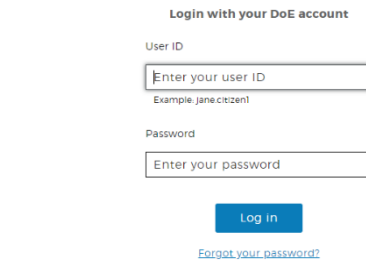 Login with your DoE account
User ID
Enter your user ID
Example: jane.citizen1
Password
Enter your password
Log in
Forgot your password?